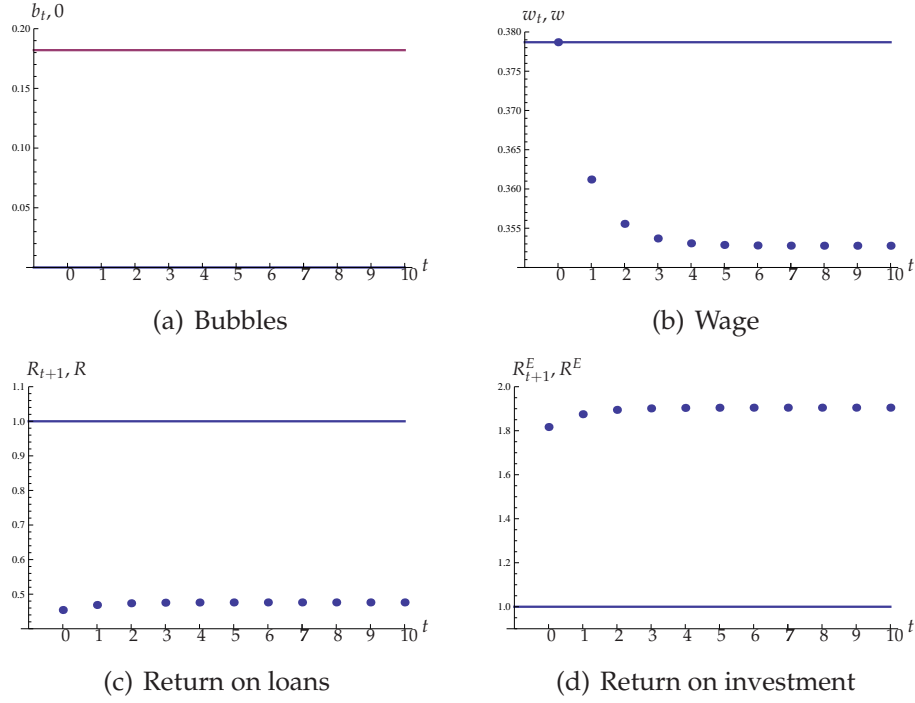 b_t, 0
0.20
0.15
0.10
0.05
0 1 2 3 4 5 6 7 8 9 10 t
(a) Bubbles
w_t, w
0.380
0.375
0.370
0.365
0.360
0.355
0 1 2 3 4 5 6 7 8 9 10 t
(b) Wage
R_{t+1}, R
1.1
1.0
0.9
0.8
0.7
0.6
0.5
0 1 2 3 4 5 6 7 8 9 10 t
(c) Return on loans
R^E_{t+1}, R^E
2.0
1.8
1.6
1.4
1.2
1.0
0 1 2 3 4 5 6 7 8 9 10 t
(d) Return on investment